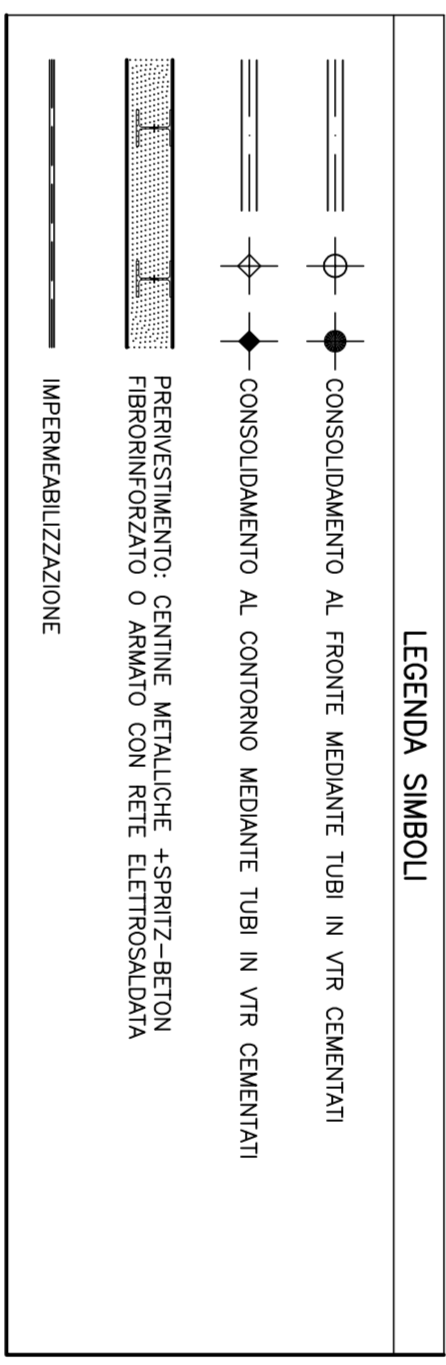 LEGENDA SIMBOLI
CONSOLIDAMENTO AL FRONTE MEDIANTE TUBI IN VTR CEMENTATI
CONSOLIDAMENTO AL CONTORNO MEDIANTE TUBI IN VTR CEMENTATI
PRERIVESTIMENTO: CENTINE METALLICHE +SPRITZ-BETON
FIBRORINFORZATO O ARMATO CON RETE ELETTROSALDATA
IMPERMEABILIZZAZIONE